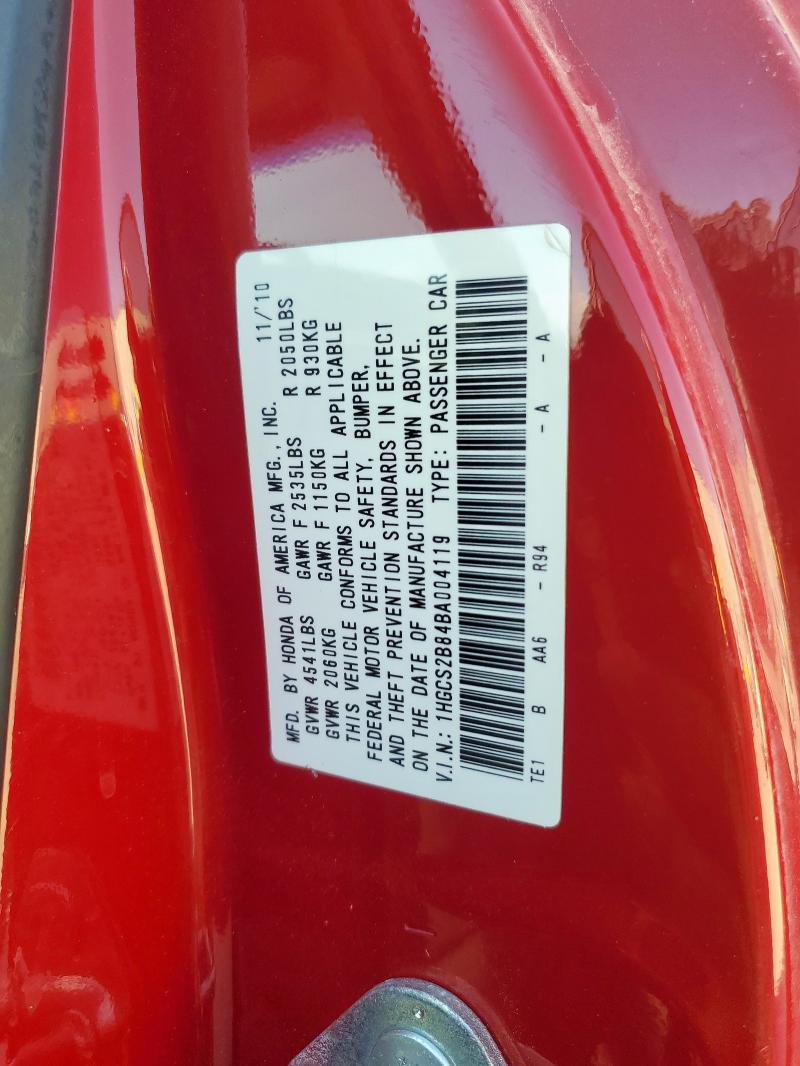 MFD. BY HONDA OF AMERICA MFG., INC. 11/'10
GVWR 4541LBS GAWR F 2535LBS R 2050LBS
GVWR 2060KG GAWR F 1150KG R 930KG
THIS VEHICLE CONFORMS TO ALL APPLICABLE
FEDERAL MOTOR VEHICLE SAFETY, BUMPER,
AND THEFT PREVENTION STANDARDS IN EFFECT
ON THE DATE OF MANUFACTURE SHOWN ABOVE.
V.I.N.: 1HGCS2B84BA004119 TYPE: PASSENGER CAR
TE1 B AA6 - R94 - A - A